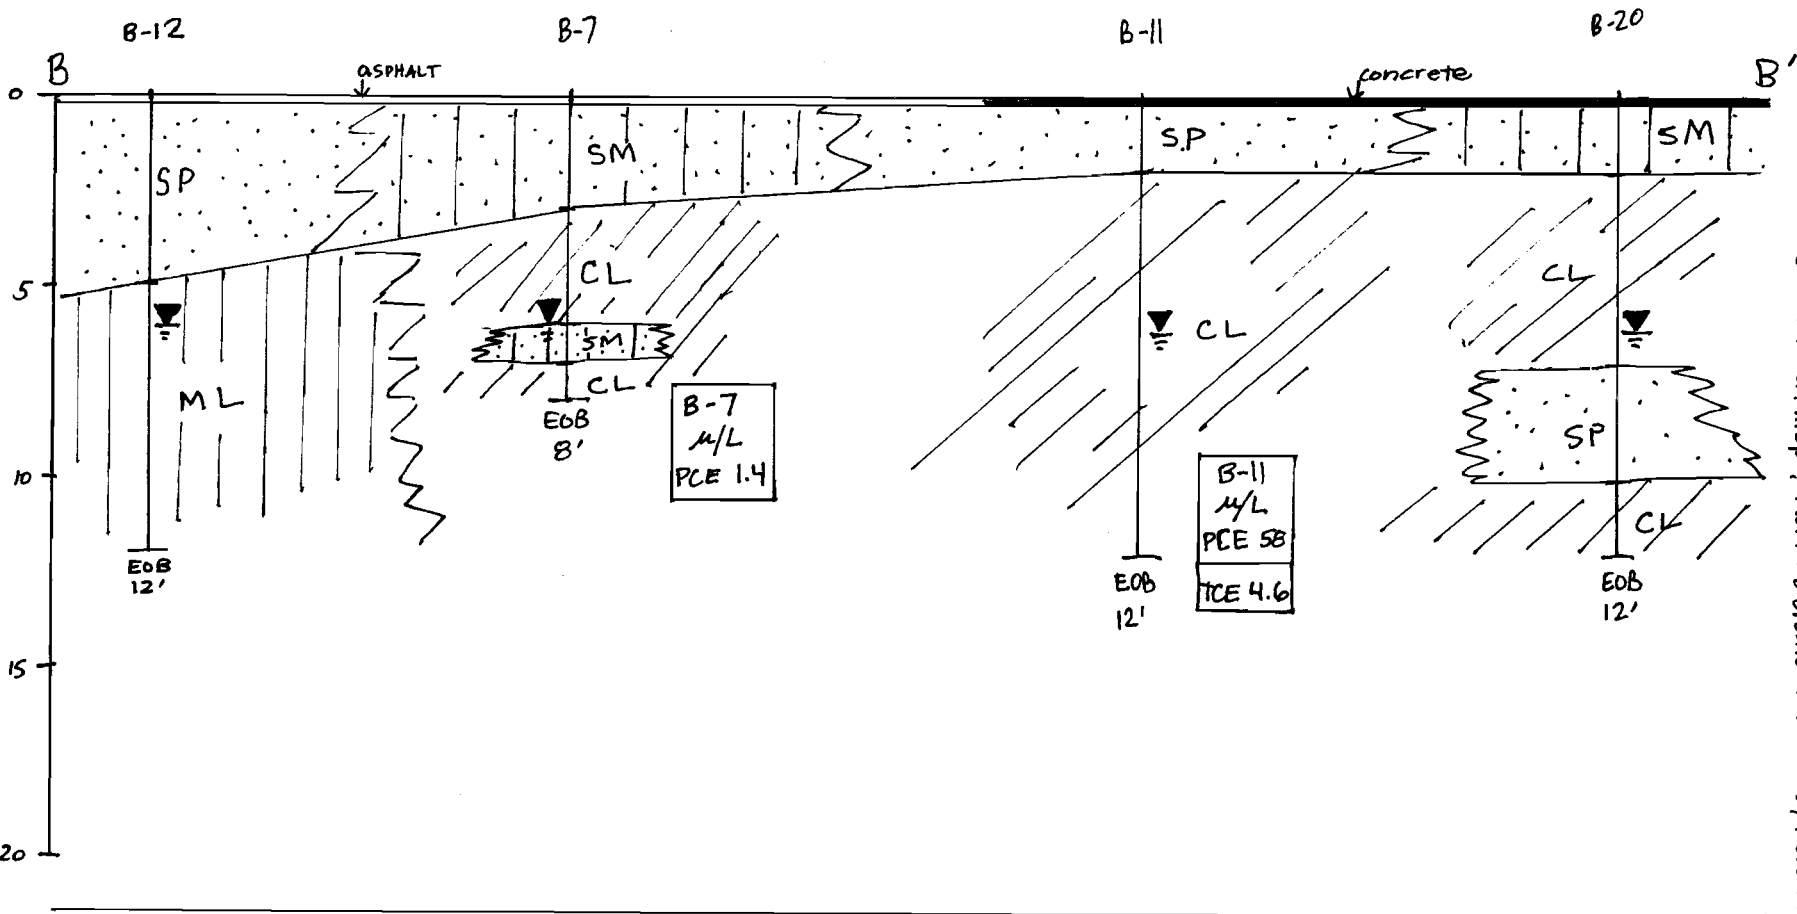 B-12
B-7
B-11
B-20
B
ASPHALT
concrete
B'
0
SP
SM
SP
SM
5
CL
CL
CL
SM
CL
ML
SP
CL
B-7
µ/L
PCE 1.4
EOB
8'
10
B-11
µ/L
PCE 58
TCE 4.6
EOB
12'
EOB
12'
EOB
12'
15
20